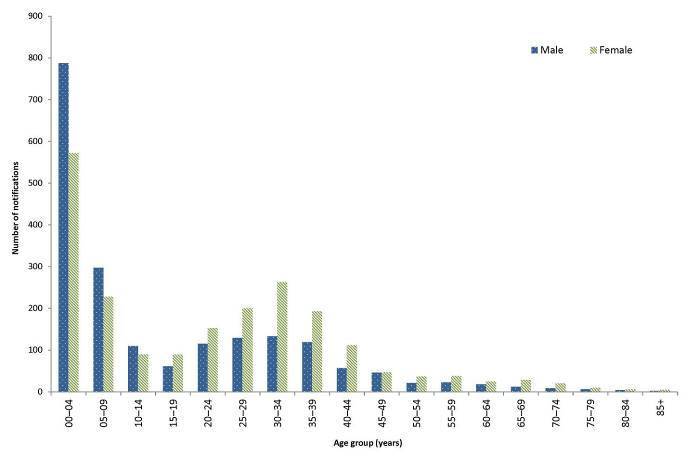 900
800
700
600
500
400
300
200
100
0
Number of notifications
Male Female
00–04 05–09 10–14 15–19 20–24 25–29 30–34 35–39 40–44 45–49 50–54 55–59 60–64 65–69 70–74 75–79 80–84 85+
Age group (years)